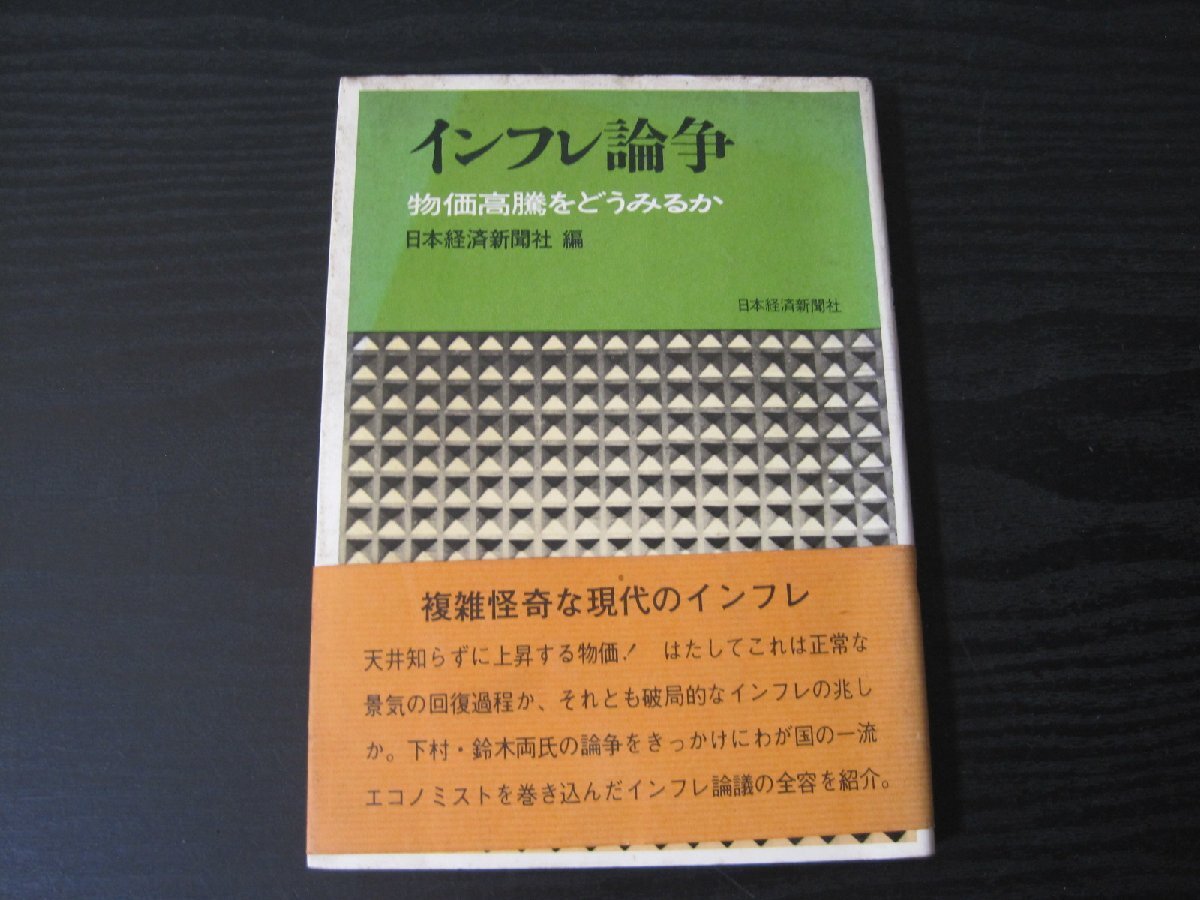 インフレ論争
物価高騰をどうみるか
日本経済新聞社 編
日本経済新聞社
複雑怪奇な現代のインフレ
天井知らずに上昇する物価！ はたしてこれは正常な
景気の回復過程か、それとも破局的なインフレの兆し
か。下村・鈴木両氏の論争をきっかけにわが国の一流
エコノミストを巻き込んだインフレ論議の全容を紹介。